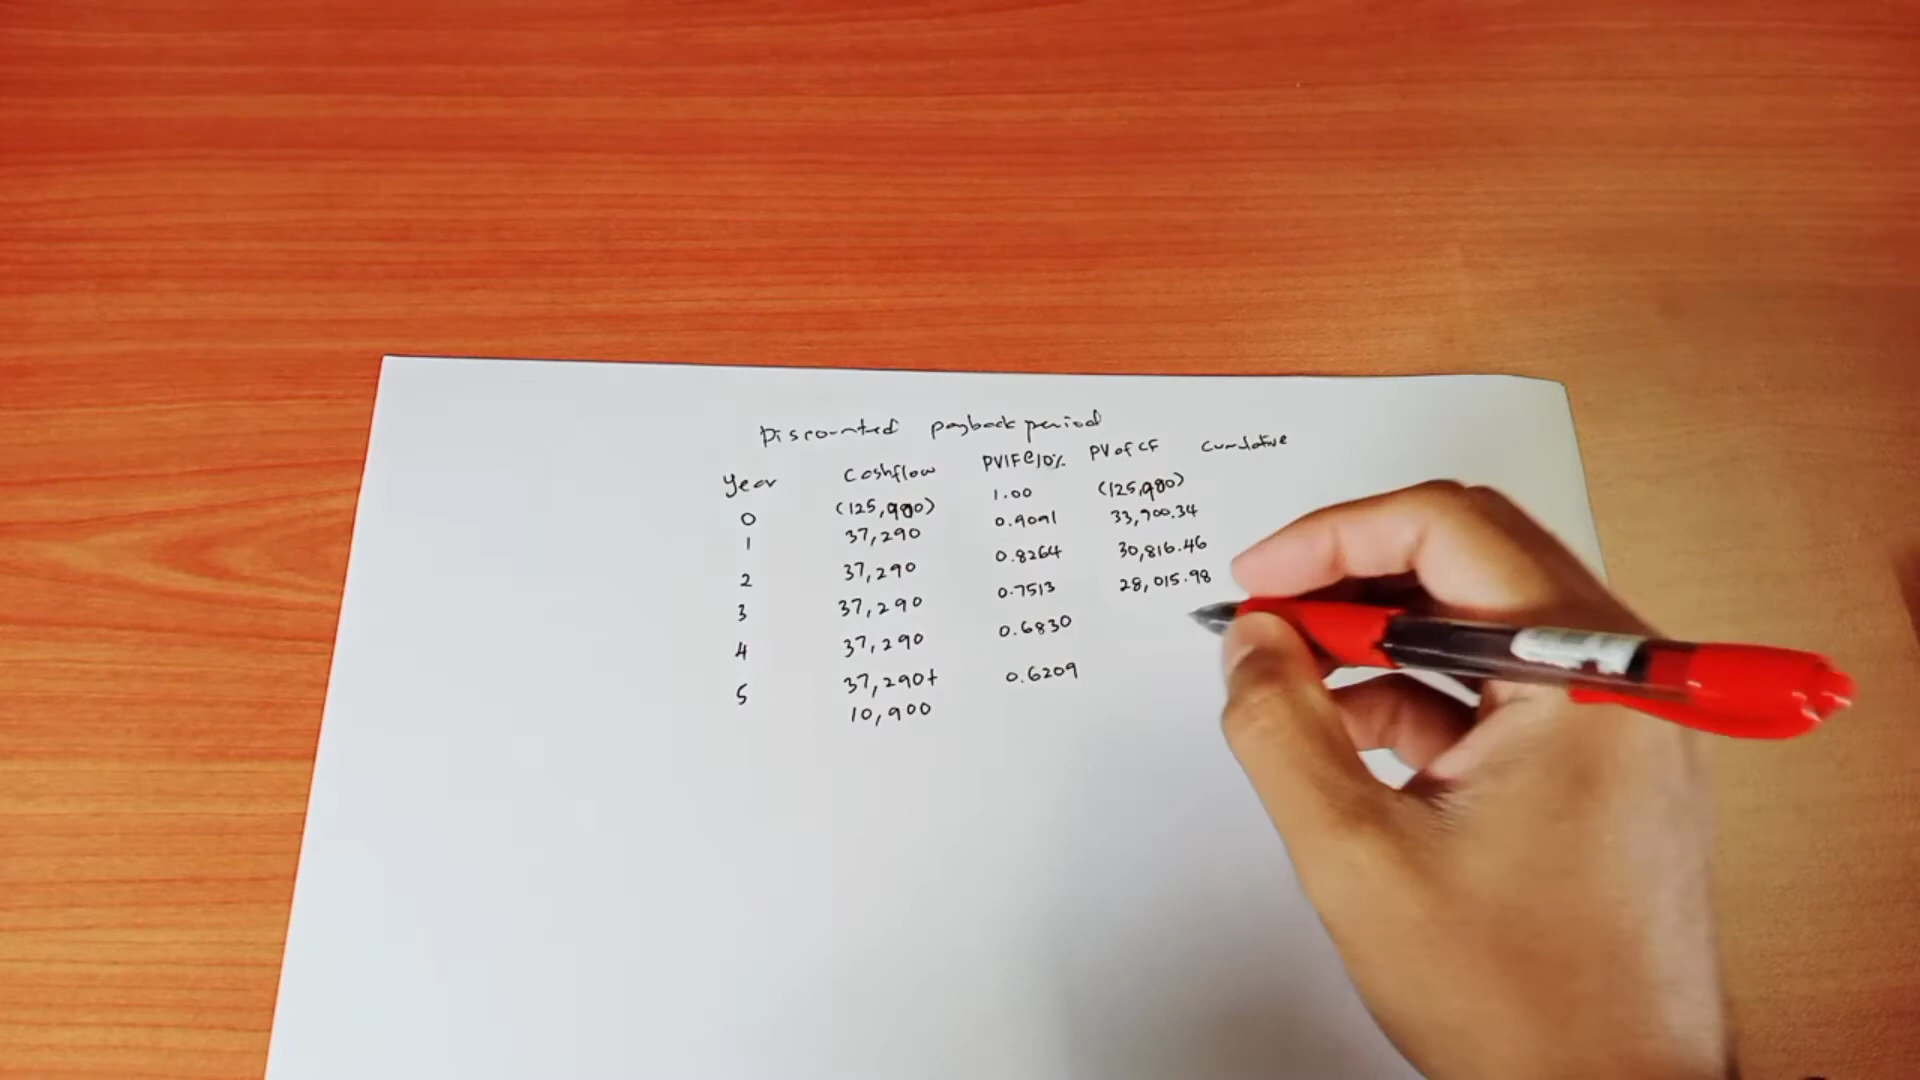 Discounted payback period
Year Cashflow PVIF@10% PV of CF Cumulative
0 (125,980) 1.00 (125,980)
1 37,290 0.9091 33,900.34
2 37,290 0.8264 30,816.46
3 37,290 0.7513 28,015.98
4 37,290 0.6830
5 37,290+ 0.6209
10,900